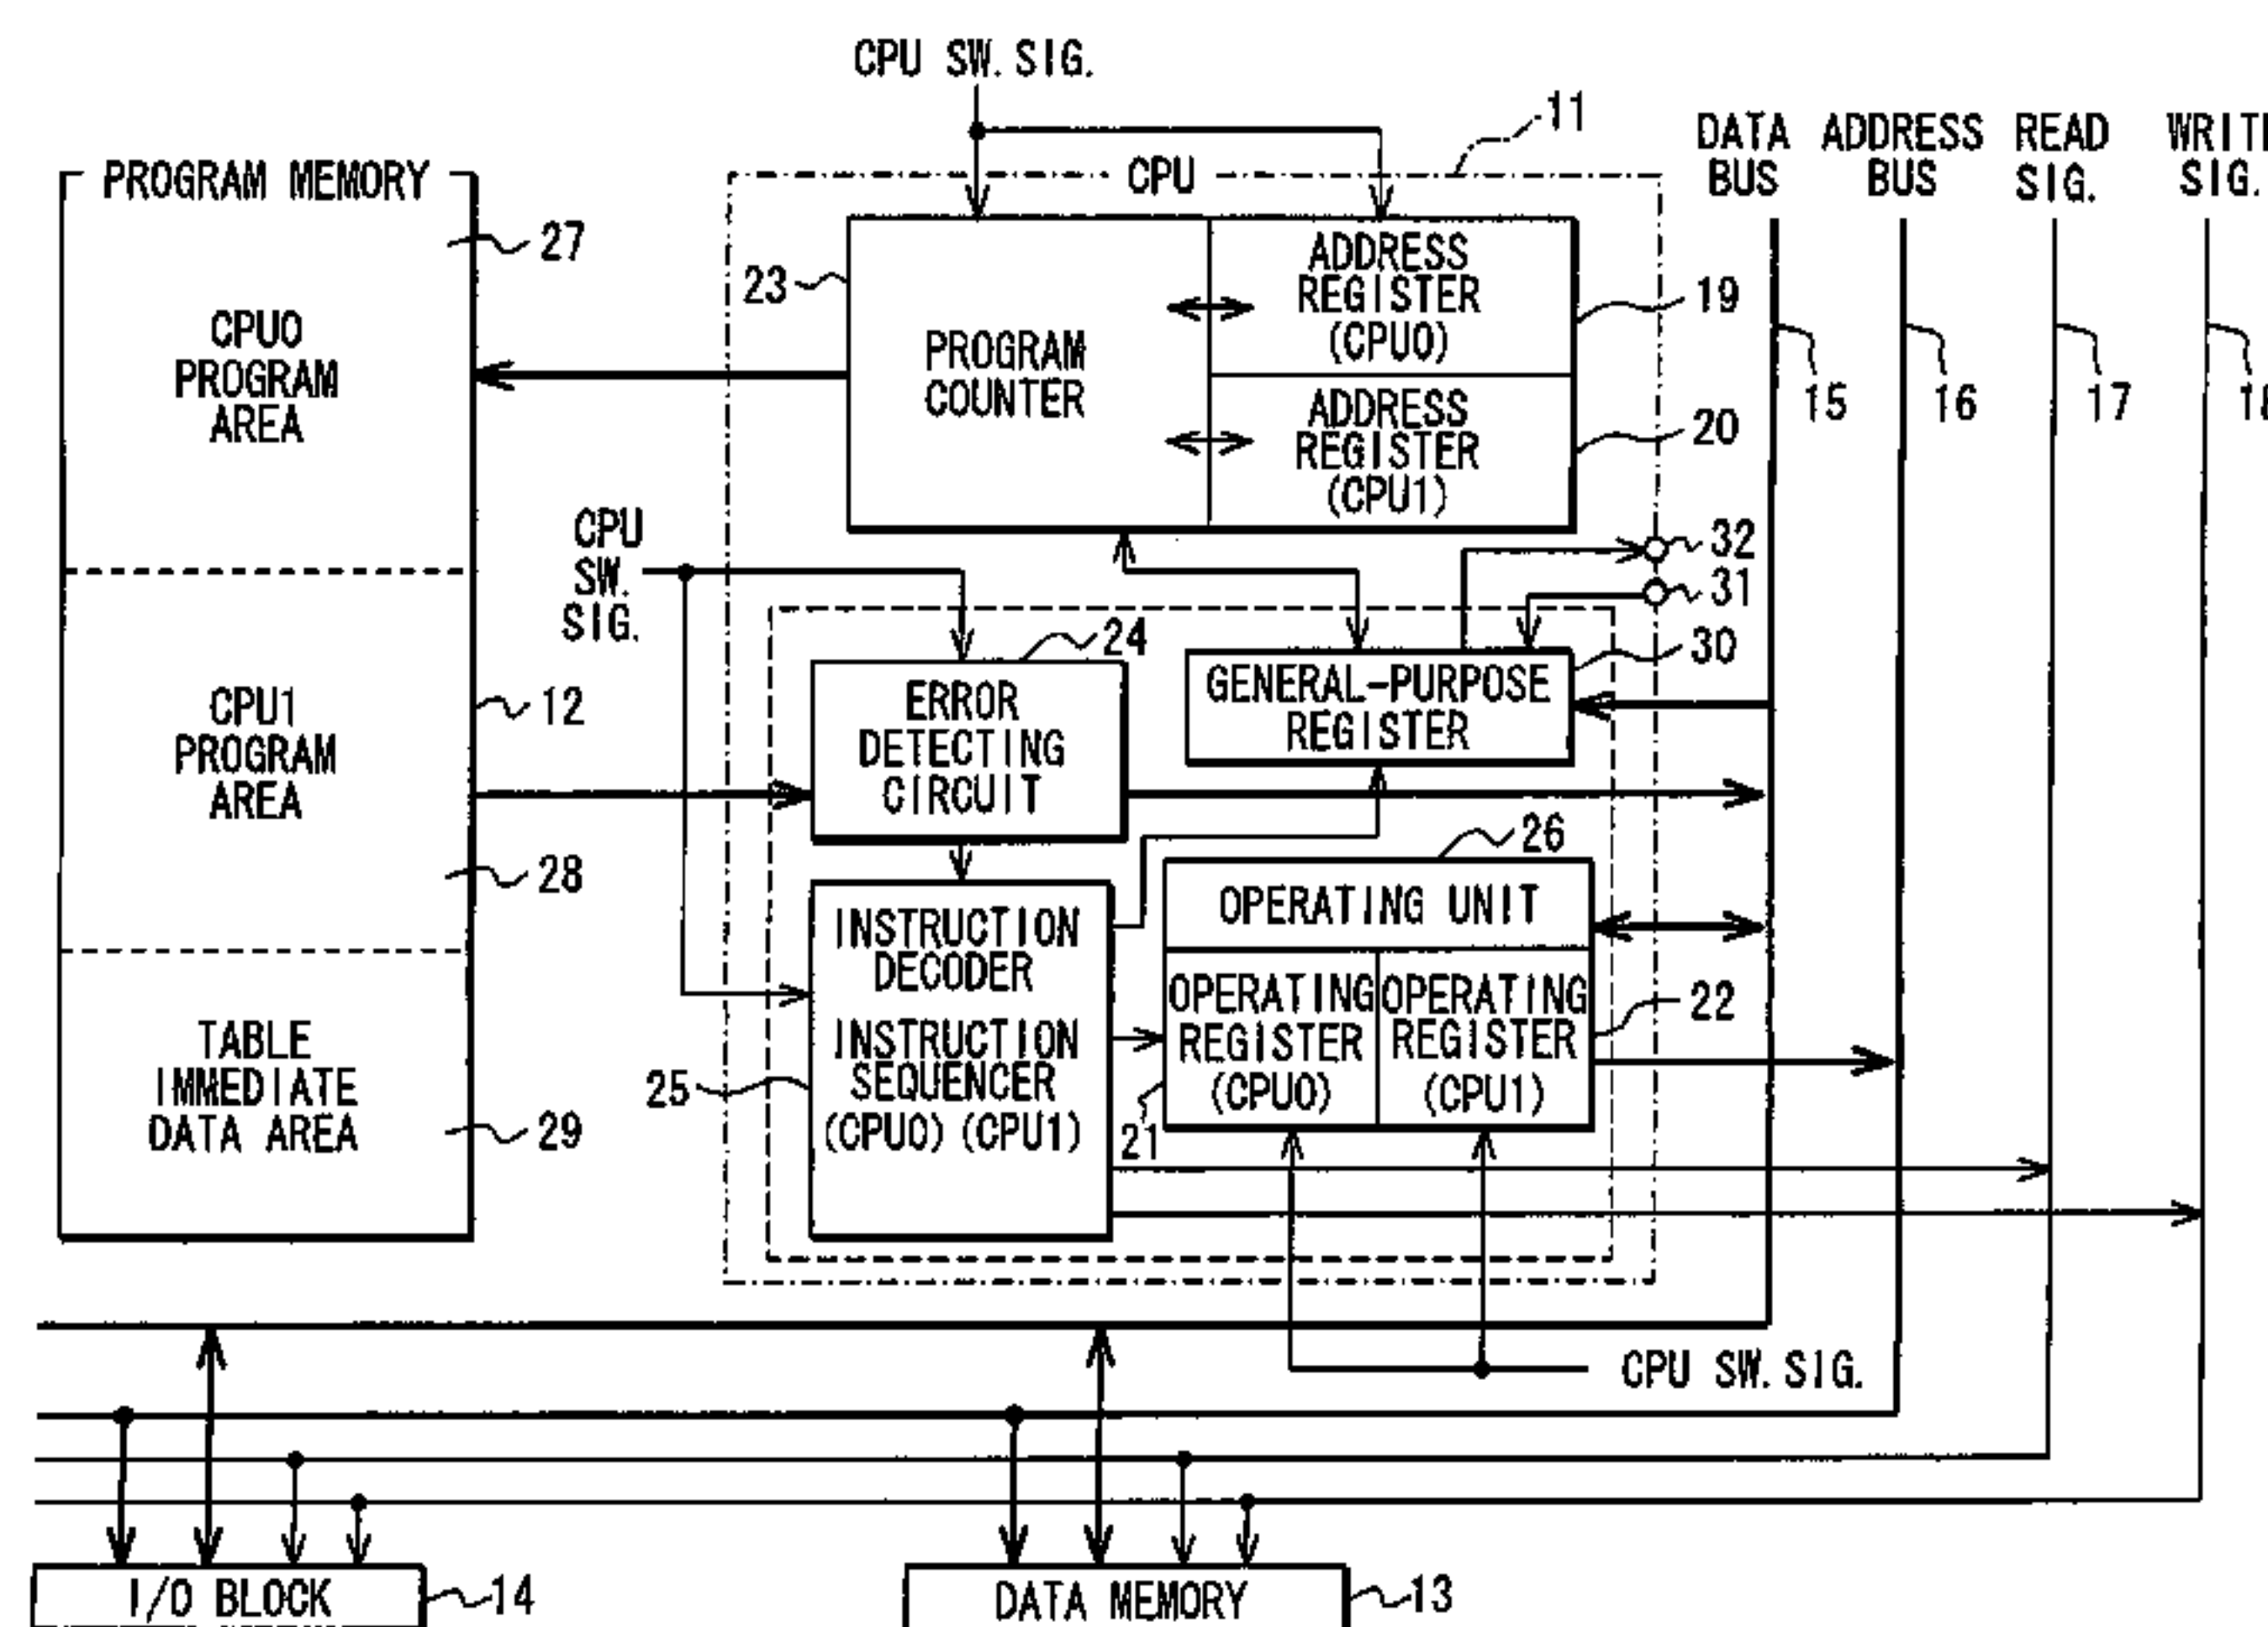 CPU SW. SIG.
11
DATA BUS
ADDRESS BUS
READ SIG.
WRIT
SIG.
PROGRAM MEMORY
CPU
27
CPU0
PROGRAM
AREA
23
PROGRAM
COUNTER
ADDRESS
REGISTER
(CPU0)
19
ADDRESS
REGISTER
(CPU1)
20
15
16
17
18
CPU
SW.
SIG.
32
31
24
30
CPU1
PROGRAM
AREA
12
ERROR
DETECTING
CIRCUIT
GENERAL-PURPOSE
REGISTER
28
26
OPERATING UNIT
INSTRUCTION
DECODER
INSTRUCTION
SEQUENCER
(CPU0) (CPU1)
25
OPERATING
REGISTER
(CPU0)
OPERATING
REGISTER
(CPU1)
22
21
TABLE
IMMEDIATE
DATA AREA
29
CPU SW. SIG.
I/O BLOCK
14
DATA MEMORY
13